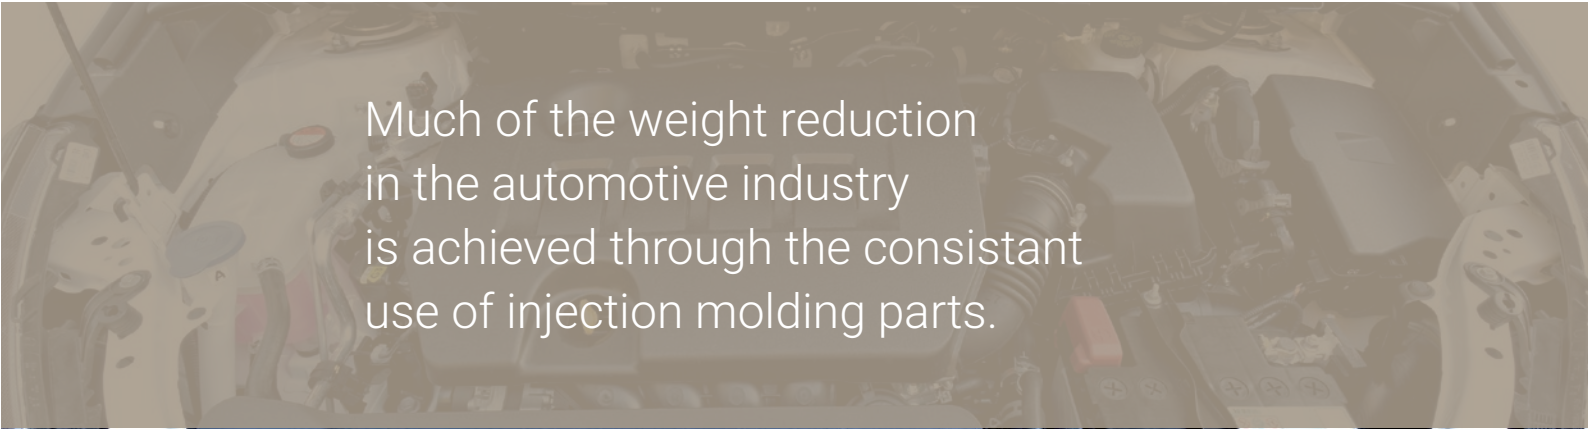 Much of the weight reduction
in the automotive industry
is achieved through the consistant
use of injection molding parts.